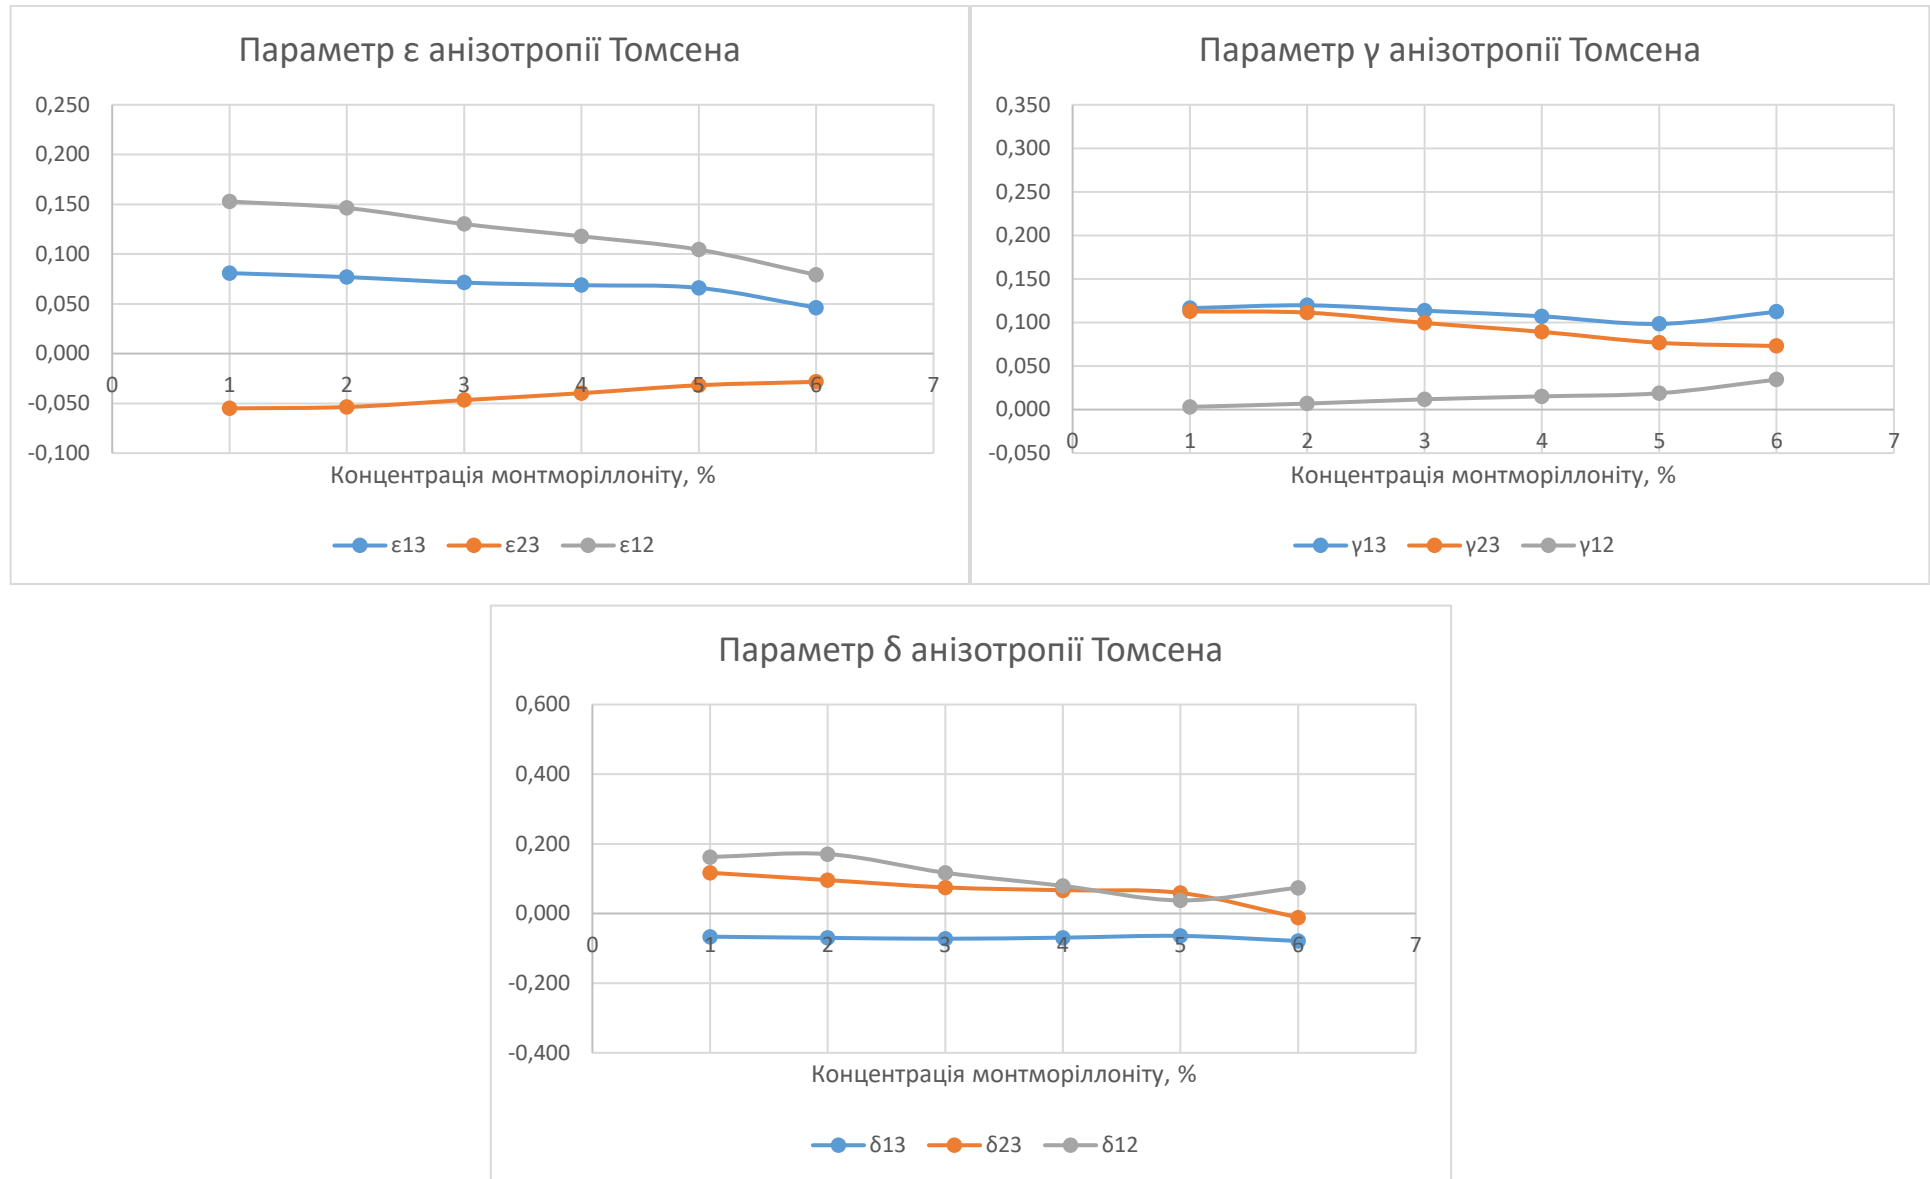 Параметр ε анізотропії Томсена
0,250
0,200
0,150
0,100
0,050
0,000
-0,050
-0,100
0 1 2 3 4 5 6 7
Концентрація монтморіллоніту, %
ε13 ε23 ε12
Параметр γ анізотропії Томсена
0,350
0,300
0,250
0,200
0,150
0,100
0,050
0,000
-0,050
0 1 2 3 4 5 6 7
Концентрація монтморіллоніту, %
γ13 γ23 γ12
Параметр δ анізотропії Томсена
0,600
0,400
0,200
0,000
-0,200
-0,400
0 1 2 3 4 5 6 7
Концентрація монтморіллоніту, %
δ13 δ23 δ12